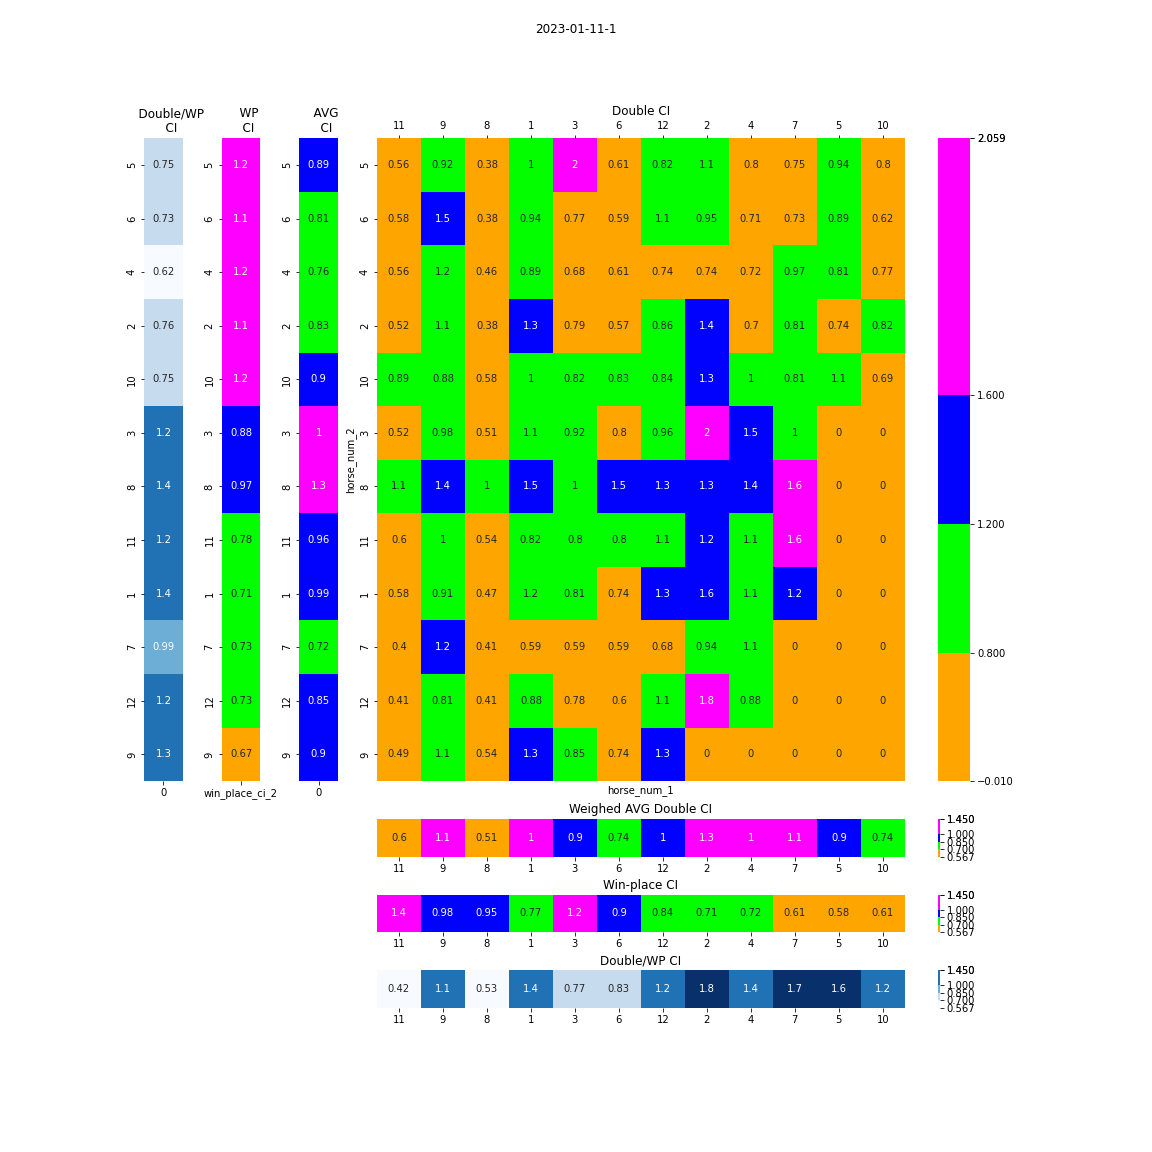 2023-01-11-1
Double/WP CI
WP CI
AVG CI
Double CI
11 9 8 1 3 6 12 2 4 7 5 10
5 0.75 5 1.2 5 0.89 5 0.56 0.92 0.38 1 2 0.61 0.82 1.1 0.8 0.75 0.94 0.8
6 0.73 6 1.1 6 0.81 6 0.58 1.5 0.38 0.94 0.77 0.59 1.1 0.95 0.71 0.73 0.89 0.62
4 0.62 4 1.2 4 0.76 4 0.56 1.2 0.46 0.89 0.68 0.61 0.74 0.74 0.72 0.97 0.81 0.77
2 0.76 2 1.1 2 0.83 2 0.52 1.1 0.38 1.3 0.79 0.57 0.86 1.4 0.7 0.81 0.74 0.82
10 0.75 10 1.2 10 0.9 10 0.89 0.88 0.58 1 0.82 0.83 0.84 1.3 1 0.81 1.1 0.69
3 1.2 3 0.88 3 1 3 0.52 0.98 0.51 1.1 0.92 0.8 0.96 2 1.5 1 0 0
8 1.4 8 0.97 8 1.3 8 1.1 1.4 1 1.5 1 1.5 1.3 1.3 1.4 1.6 0 0
11 1.2 11 0.78 11 0.96 11 0.6 1 0.54 0.82 0.8 0.8 1.1 1.2 1.1 1.6 0 0
1 1.4 1 0.71 1 0.99 1 0.58 0.91 0.47 1.2 0.81 0.74 1.3 1.6 1.1 1.2 0 0
7 0.99 7 0.73 7 0.72 7 0.4 1.2 0.41 0.59 0.59 0.59 0.68 0.94 1.1 0 0 0
12 1.2 12 0.73 12 0.85 12 0.41 0.81 0.41 0.88 0.78 0.6 1.1 1.8 0.88 0 0 0
9 1.3 9 0.67 9 0.9 9 0.49 1.1 0.54 1.3 0.85 0.74 1.3 0 0 0 0 0
horse_num_2
0 win_place_ci_2 0 horse_num_1
2.059
1.600
1.200
0.800
−0.010
Weighed AVG Double CI
0.6 1.1 0.51 1 0.9 0.74 1 1.3 1 1.1 0.9 0.74
11 9 8 1 3 6 12 2 4 7 5 10
1.450
1.000
0.850
0.700
0.567
Win-place CI
1.4 0.98 0.95 0.77 1.2 0.9 0.84 0.71 0.72 0.61 0.58 0.61
11 9 8 1 3 6 12 2 4 7 5 10
1.450
1.000
0.850
0.700
0.567
Double/WP CI
0.42 1.1 0.53 1.4 0.77 0.83 1.2 1.8 1.4 1.7 1.6 1.2
11 9 8 1 3 6 12 2 4 7 5 10
1.450
1.000
0.850
0.700
0.567